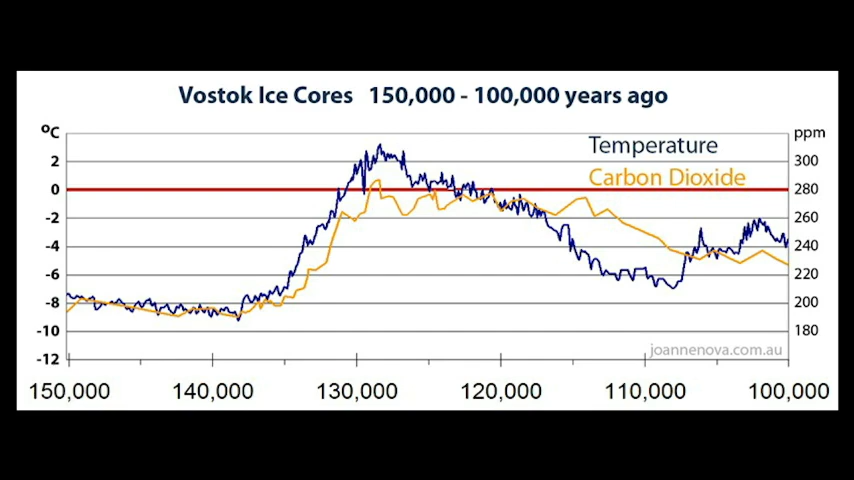 Vostok Ice Cores 150,000 - 100,000 years ago
ºC
ppm
Temperature
Carbon Dioxide
2
0
-2
-4
-6
-8
-10
-12
300
280
260
240
220
200
180
joannenova.com.au
150,000 140,000 130,000 120,000 110,000 100,000